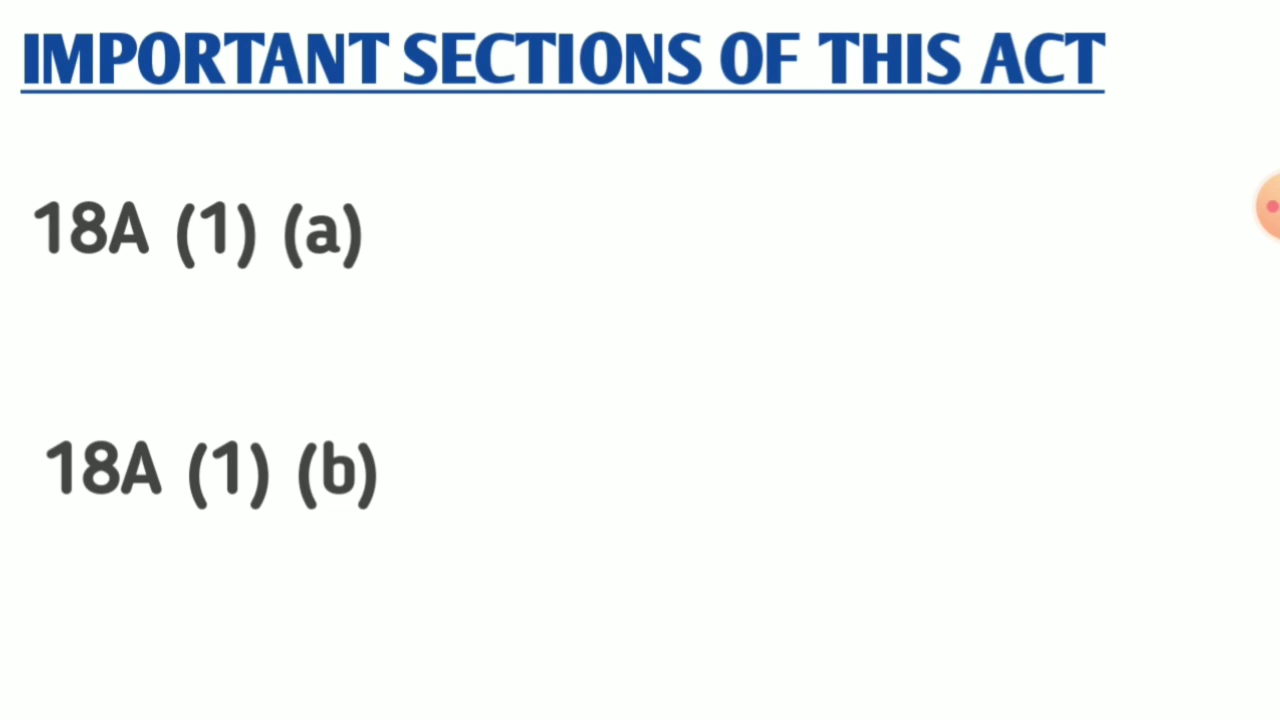 IMPORTANT SECTIONS OF THIS ACT
18A (1) (a)
18A (1) (b)